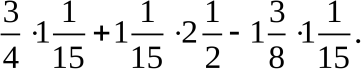 3/4 · 1 1/15 + 1 1/15 · 2 1/2 − 1 3/8 · 1 1/15.